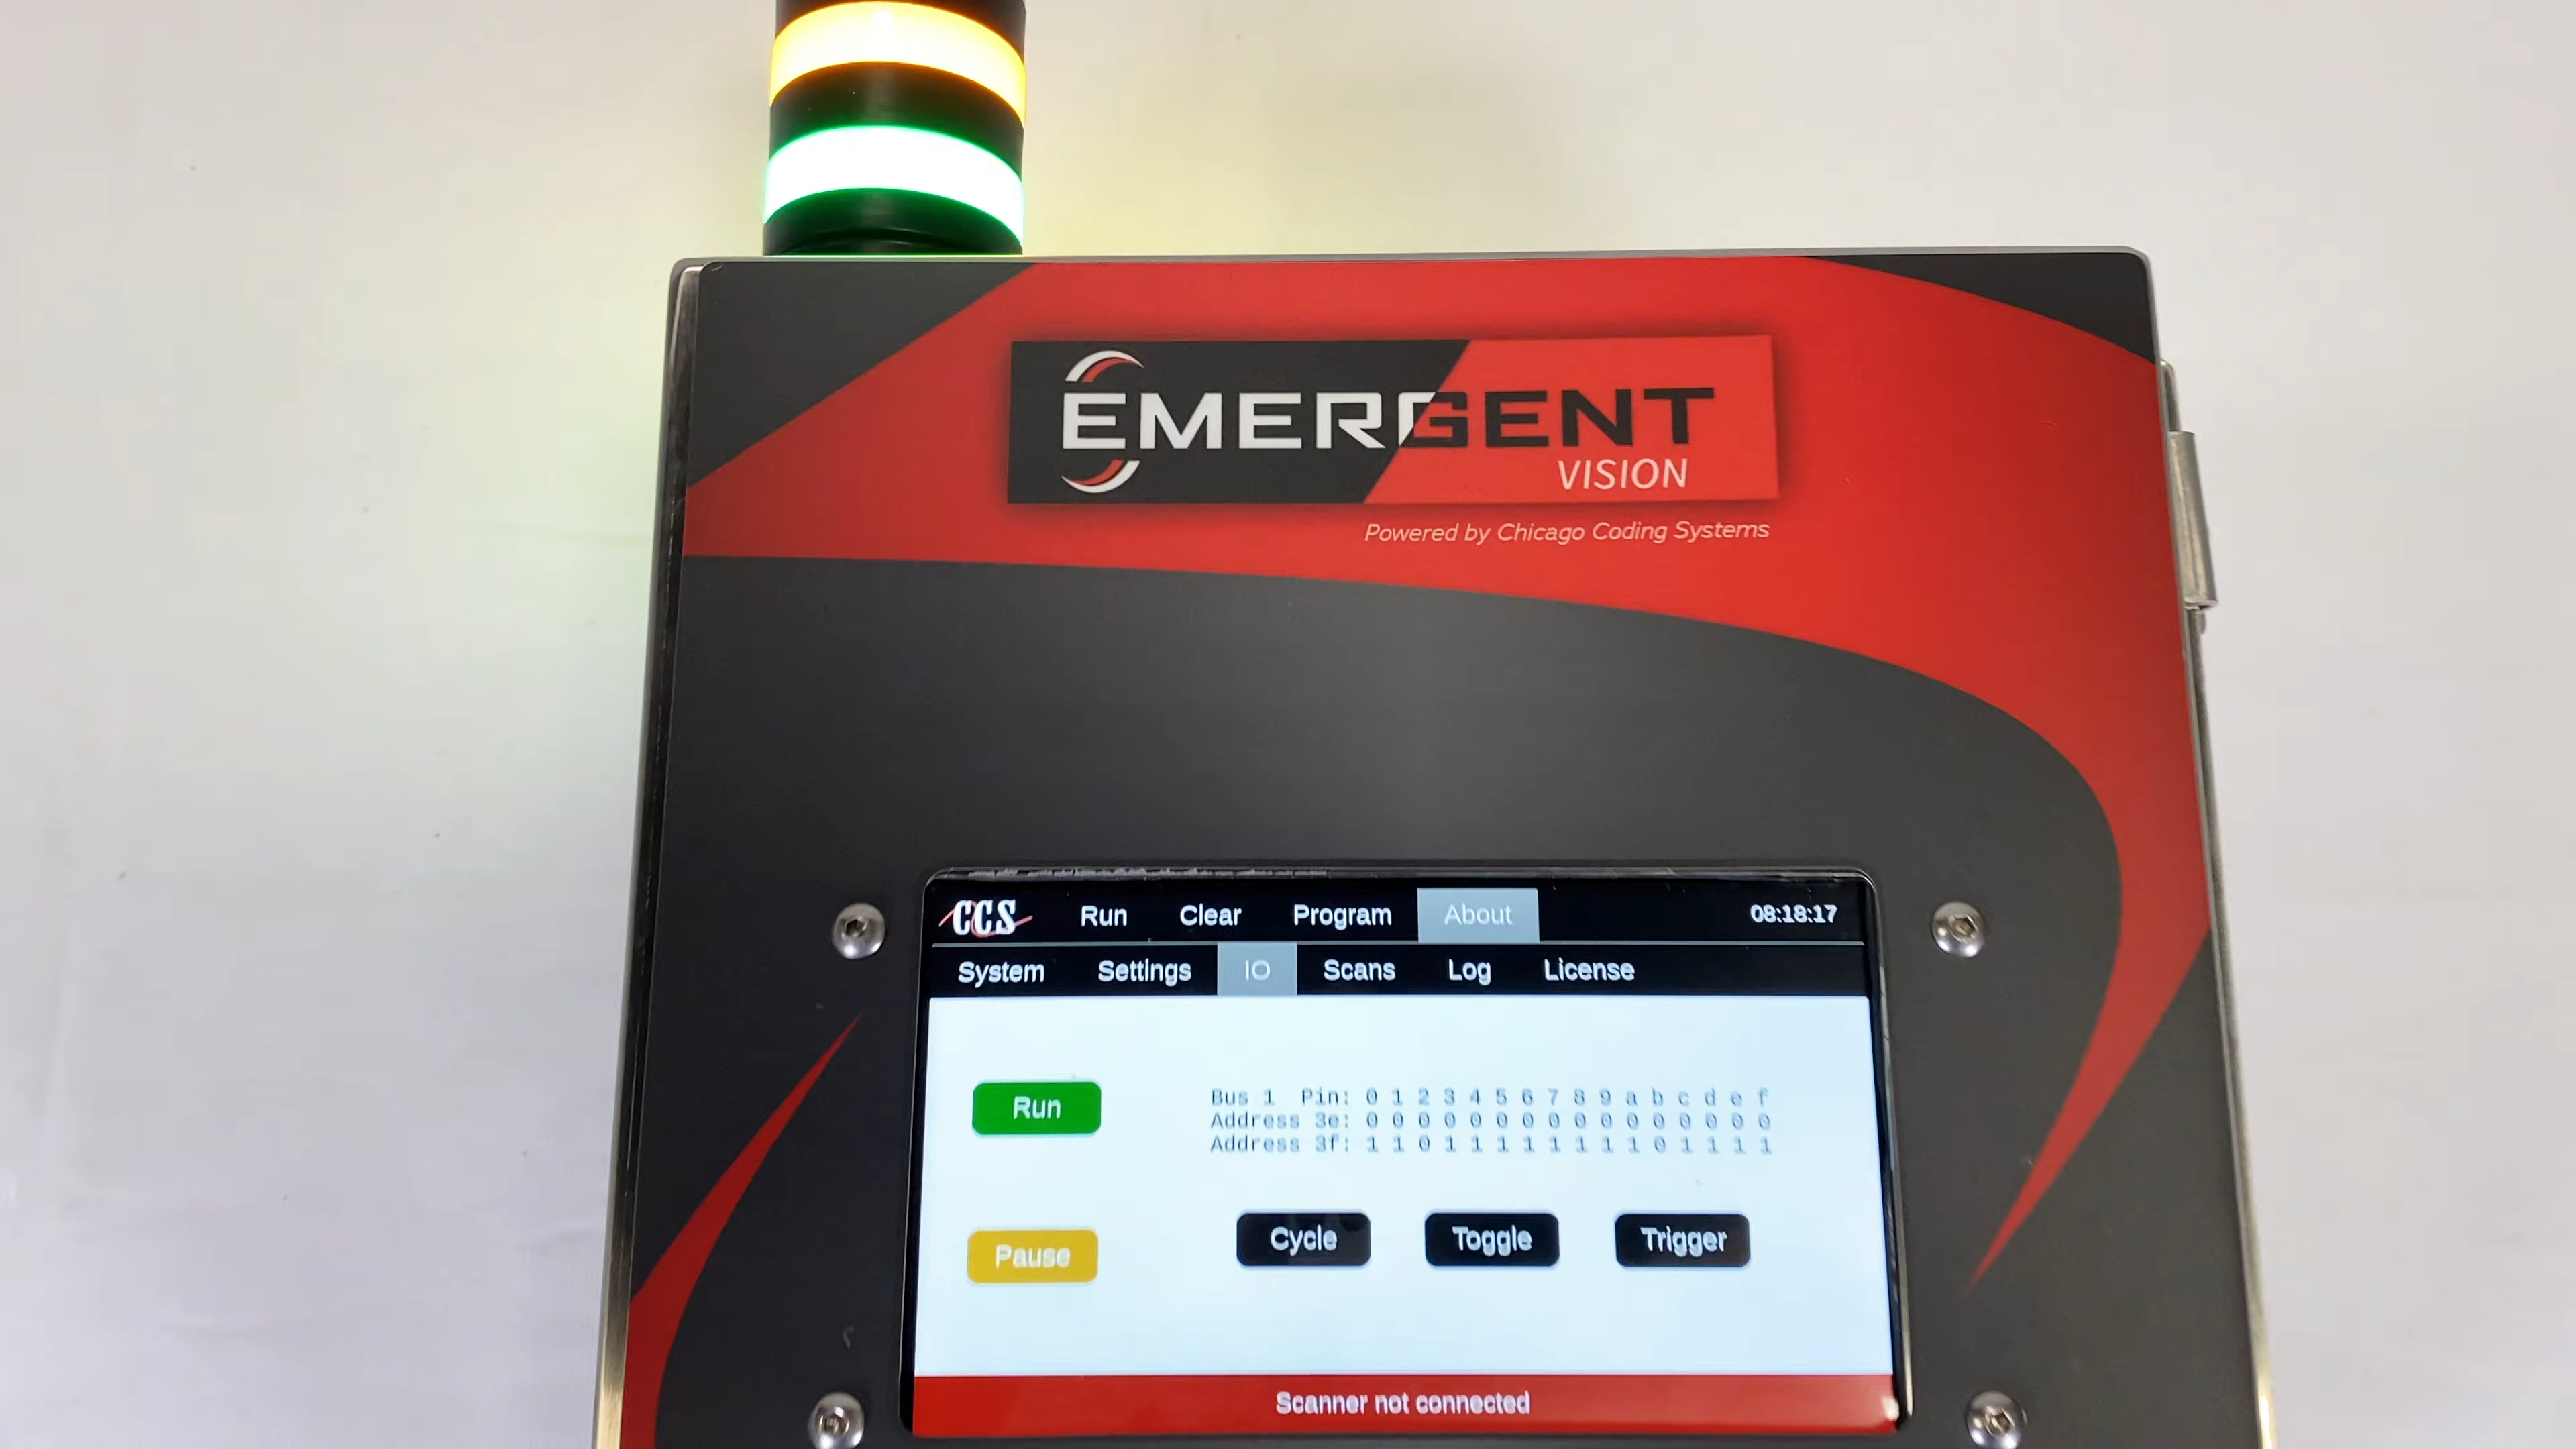 EMERGENT
VISION
Powered by Chicago Coding Systems
CCS Run Clear Program About 08:18:17
System Settings IO Scans Log License
Run
Bus 1 Pin: 0 1 2 3 4 5 6 7 8 9 a b c d e f
Address 3e: 0 0 0 0 0 0 0 0 0 0 0 0 0 0 0 0
Address 3f: 1 1 0 1 1 1 1 1 1 1 1 0 1 1 1 1
Pause
Cycle Toggle Trigger
Scanner not connected